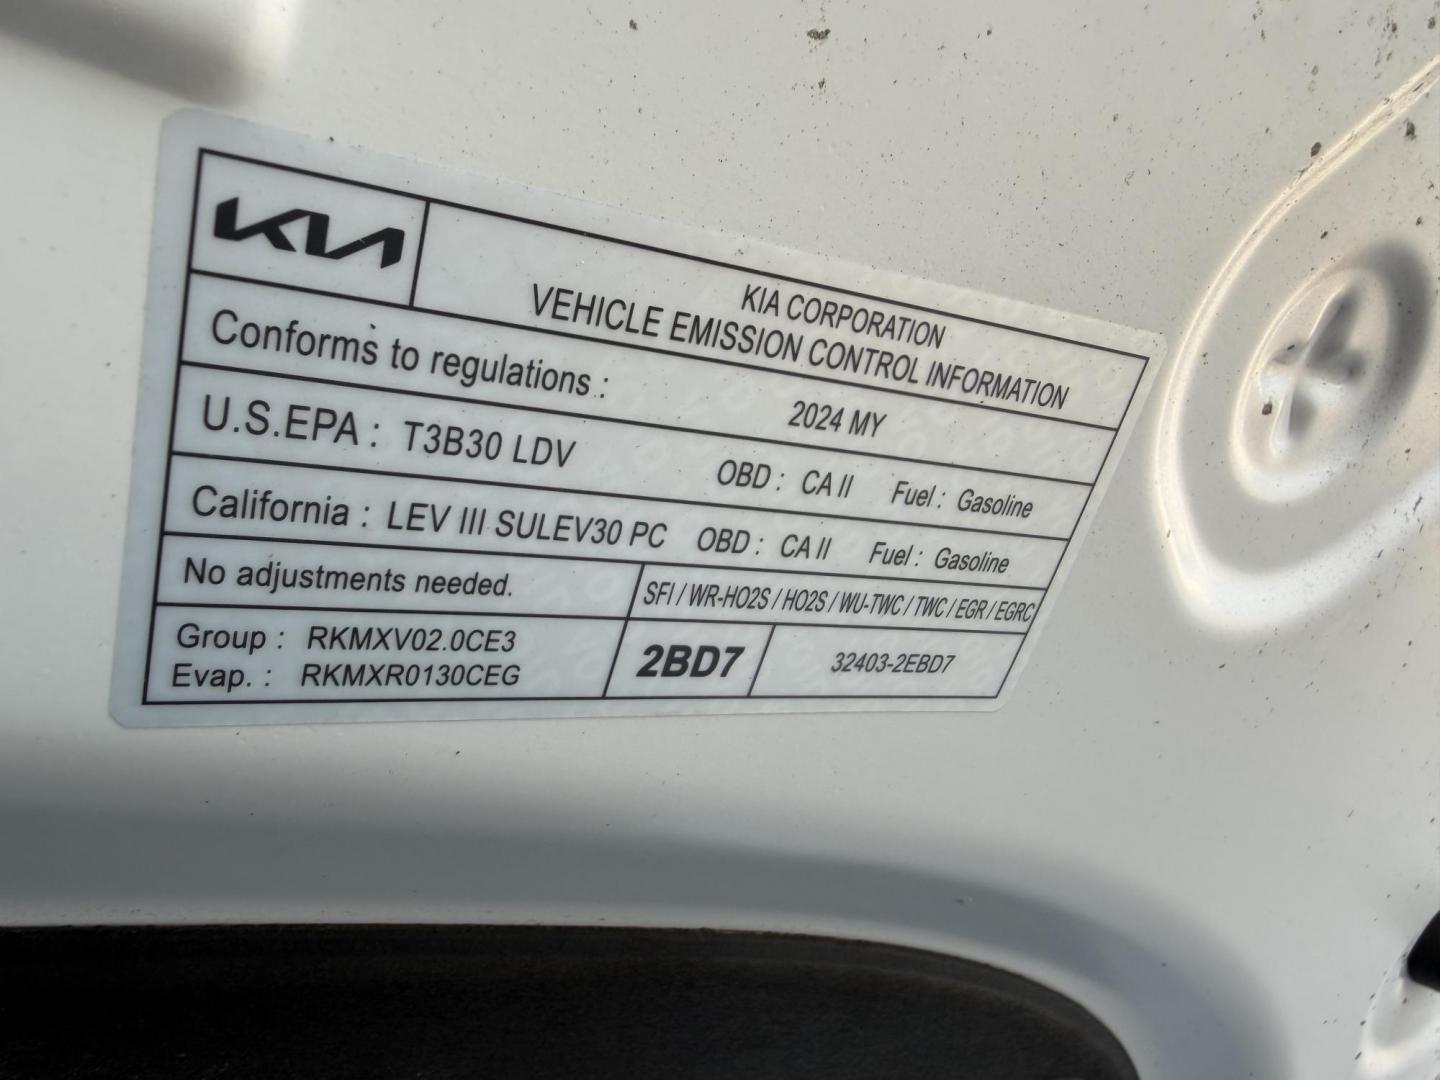 KIA
KIA CORPORATION
VEHICLE EMISSION CONTROL INFORMATION
Conforms to regulations : 2024 MY
U.S.EPA : T3B30 LDV OBD : CA II Fuel : Gasoline
California : LEV III SULEV30 PC OBD : CA II Fuel : Gasoline
No adjustments needed. SFI / WR-HO2S / HO2S / WU-TWC / TWC / EGR / EGRC
Group : RKMXV02.0CE3
Evap. : RKMXR0130CEG
2BD7 32403-2EBD7